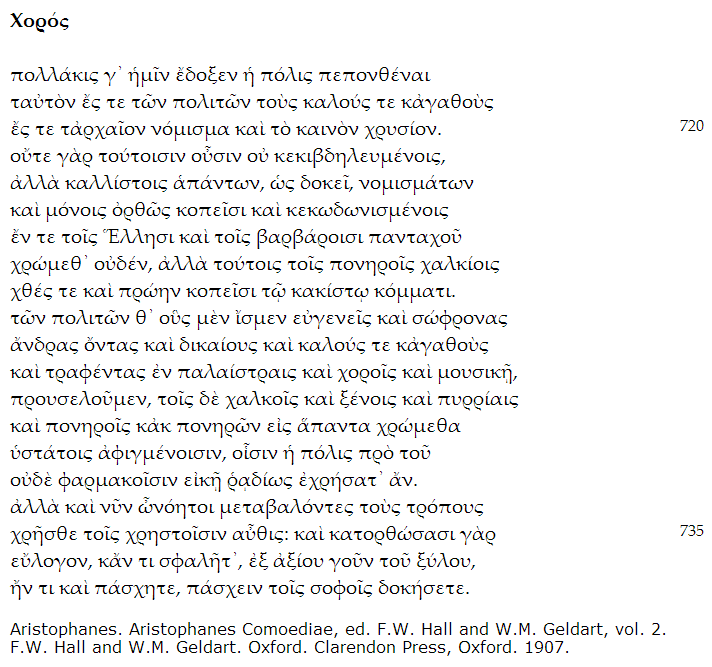 Χορός
πολλάκις γ᾽ ἡμῖν ἔδοξεν ἡ πόλις πεπονθέναι
ταὐτὸν ἔς τε τῶν πολιτῶν τοὺς καλούς τε κἀγαθοὺς
ἔς τε τἀρχαῖον νόμισμα καὶ τὸ καινὸν χρυσίον. 720
οὔτε γὰρ τούτοισιν οὖσιν οὐ κεκιβδηλευμένοις,
ἀλλὰ καλλίστοις ἁπάντων, ὡς δοκεῖ, νομισμάτων
καὶ μόνοις ὀρθῶς κοπεῖσι καὶ κεκωδωνισμένοις
ἔν τε τοῖς Ἕλλησι καὶ τοῖς βαρβάροισι πανταχοῦ
χρώμεθ᾽ οὐδέν, ἀλλὰ τούτοις τοῖς πονηροῖς χαλκίοις
χθές τε καὶ πρώην κοπεῖσι τῷ κακίστῳ κόμματι.
τῶν πολιτῶν θ᾽ οὓς μὲν ἴσμεν εὐγενεῖς καὶ σώφρονας
ἄνδρας ὄντας καὶ δικαίους καὶ καλούς τε κἀγαθοὺς
καὶ τραφέντας ἐν παλαίστραις καὶ χοροῖς καὶ μουσικῇ,
προυσελοῦμεν, τοῖς δὲ χαλκοῖς καὶ ξένοις καὶ πυρρίαις
καὶ πονηροῖς κἀκ πονηρῶν εἰς ἅπαντα χρώμεθα
ὑστάτοις ἀφιγμένοισιν, οἷσιν ἡ πόλις πρὸ τοῦ
οὐδὲ φαρμακοῖσιν εἰκῇ ῥᾳδίως ἐχρήσατ᾽ ἄν.
ἀλλὰ καὶ νῦν ὦνόητοι μεταβαλόντες τοὺς τρόπους
χρῆσθε τοῖς χρηστοῖσιν αὖθις: καὶ κατορθώσασι γὰρ 735
εὔλογον, κἄν τι σφαλῆτ᾽, ἐξ ἀξίου γοῦν τοῦ ξύλου,
ἤν τι καὶ πάσχητε, πάσχειν τοῖς σοφοῖς δοκήσετε.
Aristophanes. Aristophanes Comoediae, ed. F.W. Hall and W.M. Geldart, vol. 2.
F.W. Hall and W.M. Geldart. Oxford. Clarendon Press, Oxford. 1907.